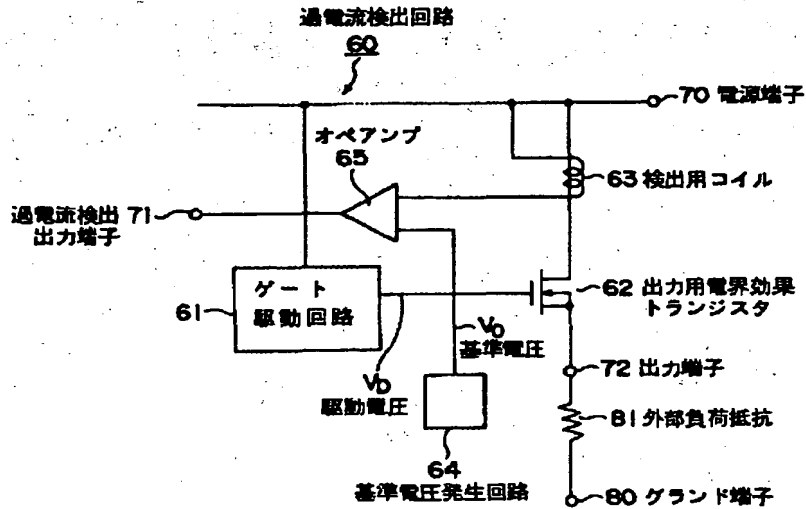 過電流検出回路
60
70 電源端子
オペアンプ
65
63 検出用コイル
過電流検出 71
出力端子
ゲート
駆動回路
61
62 出力用電界効果
トランジスタ
VO
基準電圧
VD
駆動電圧
72 出力端子
81 外部負荷抵抗
64
基準電圧発生回路
80 グランド端子